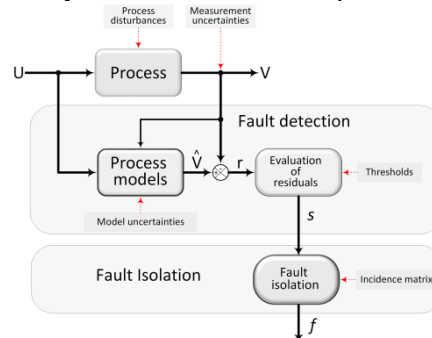 Process
disturbances
Measurement
uncertainties
U
Process
V
Fault detection
Process
models
V̂
r
Evaluation
of
residuals
Thresholds
Model uncertainties
s
Fault Isolation
Fault
isolation
Incidence matrix
f